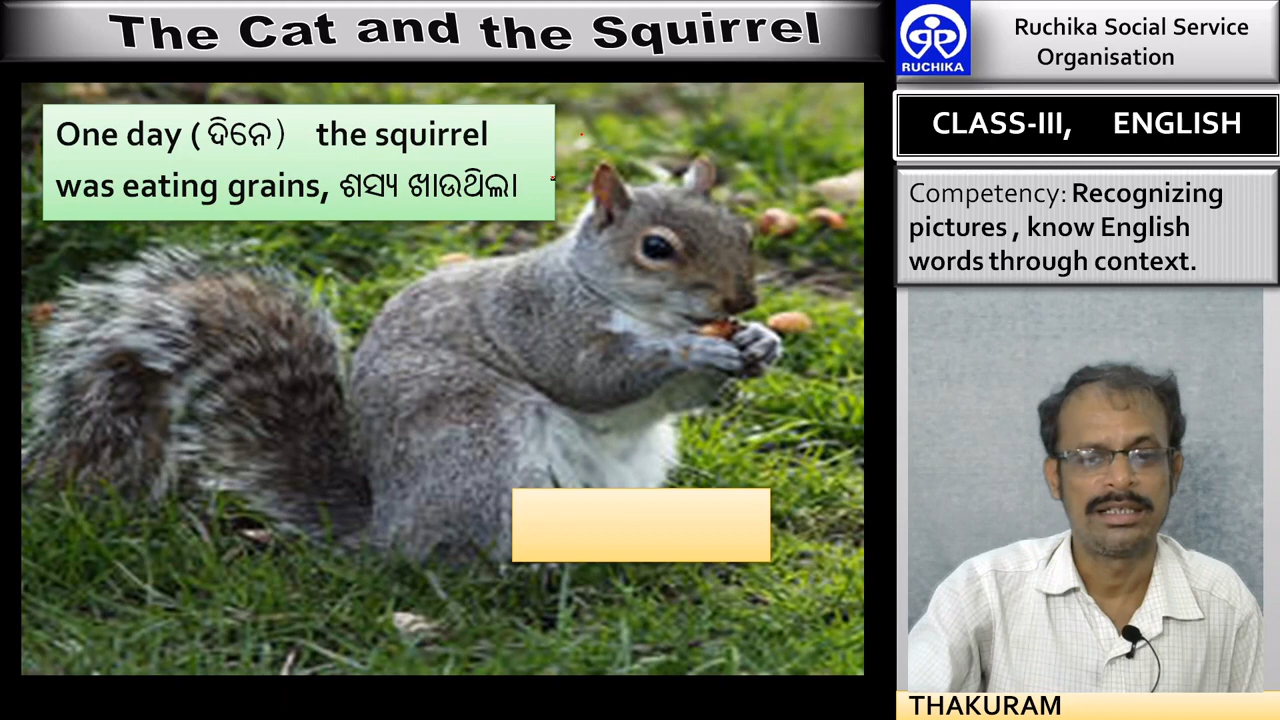 The Cat and the Squirrel
One day ( ଦିନେ) the squirrel
was eating grains, ଶସ୍ୟ ଖାଉଥିଲା
RUCHIKA
Ruchika Social Service
Organisation
CLASS-III, ENGLISH
Competency: Recognizing
pictures , know English
words through context.
THAKURAM